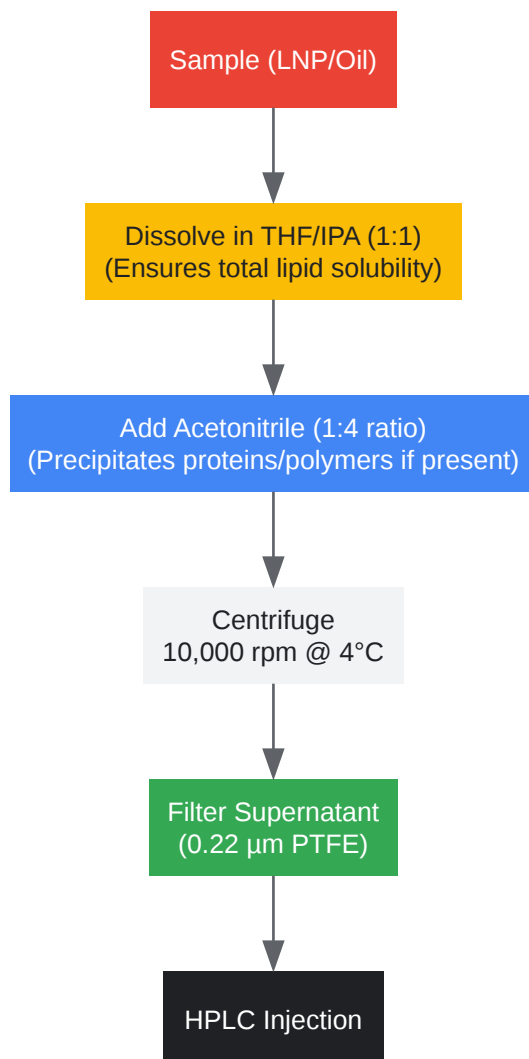 Sample (LNP/Oil)
Dissolve in THF/IPA (1:1)
(Ensures total lipid solubility)
Add Acetonitrile (1:4 ratio)
(Precipitates proteins/polymers if present)
Centrifuge
10,000 rpm @ 4°C
Filter Supernatant
(0.22 µm PTFE)
HPLC Injection